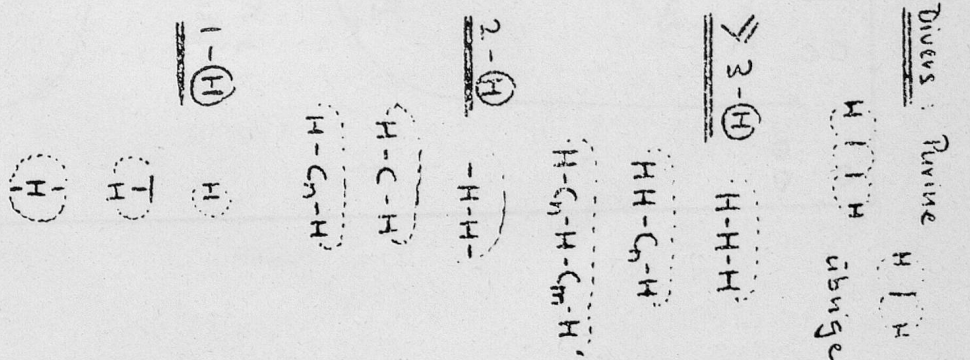 Divers : Purine
H I H
H I I H übrige
≥ 3-Ⓗ H-H-H
HH-Cn-H
H-Cn-H-Cm-H
2-Ⓗ -H-H-
H-C-H
H-Cn-H
1-Ⓗ H
I-H
-H-